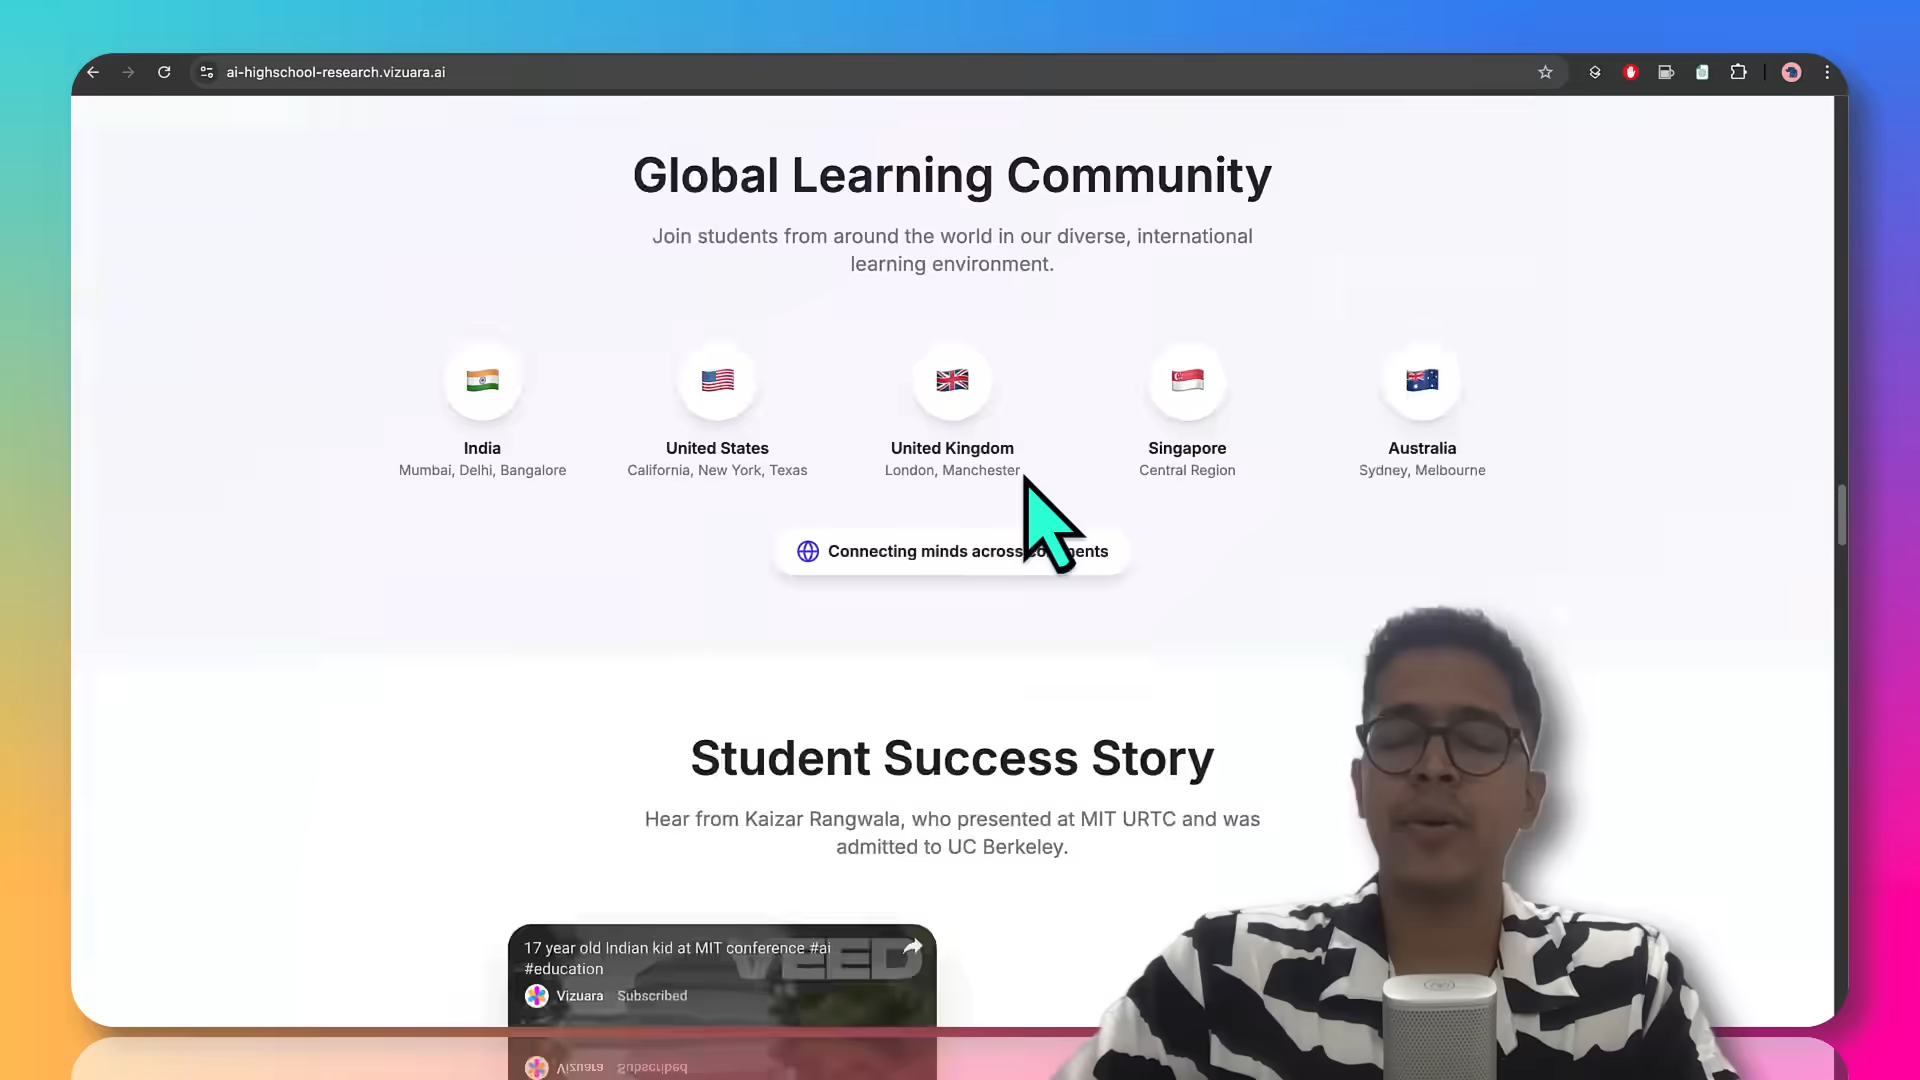 ai-highschool-research.vizuara.ai
Global Learning Community
Join students from around the world in our diverse, international
learning environment.
India
Mumbai, Delhi, Bangalore
United States
California, New York, Texas
United Kingdom
London, Manchester
Singapore
Central Region
Australia
Sydney, Melbourne
Connecting minds across
Student Success Story
Hear from Kaizar Rangwala, who presented at MIT URTC and was
admitted to UC Berkeley.
17 year old Indian kid at MIT conference #ai
#education
VEED
Vizuara Subscribed